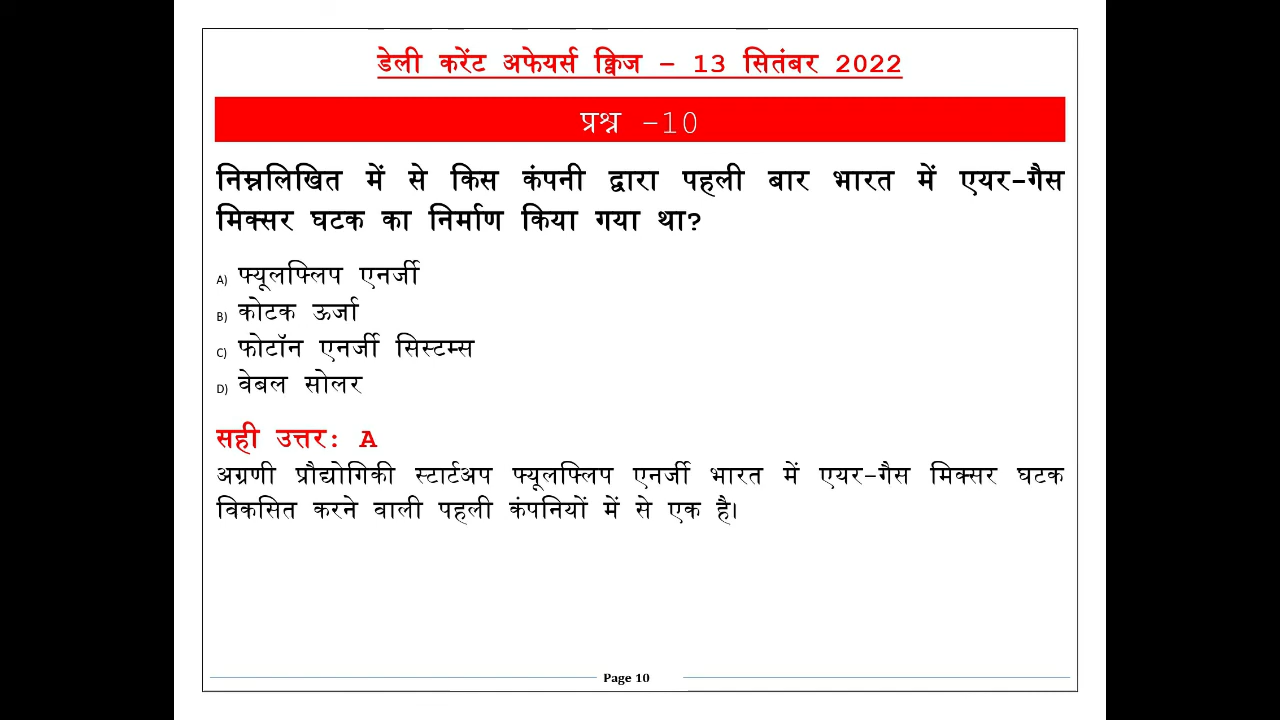 डेली करेंट अफेयर्स क्विज – 13 सितंबर 2022
प्रश्न -10
निम्नलिखित में से किस कंपनी द्वारा पहली बार भारत में एयर-गैस
मिक्सर घटक का निर्माण किया गया था?
A) फ्यूलफ्लिप एनर्जी
B) कोटक ऊर्जा
C) फोटॉन एनर्जी सिस्टम्स
D) वेबल सोलर
सही उत्तर: A
अग्रणी प्रौद्योगिकी स्टार्टअप फ्यूलफ्लिप एनर्जी भारत में एयर-गैस मिक्सर घटक
विकसित करने वाली पहली कंपनियों में से एक है।
Page 10